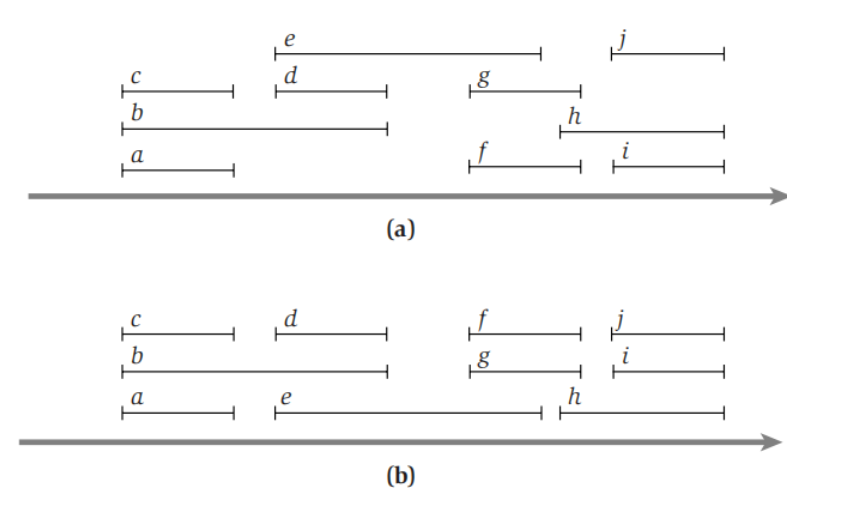 e j
c d g
b h
a f i
(a)
c d f j
b g i
a e h
(b)